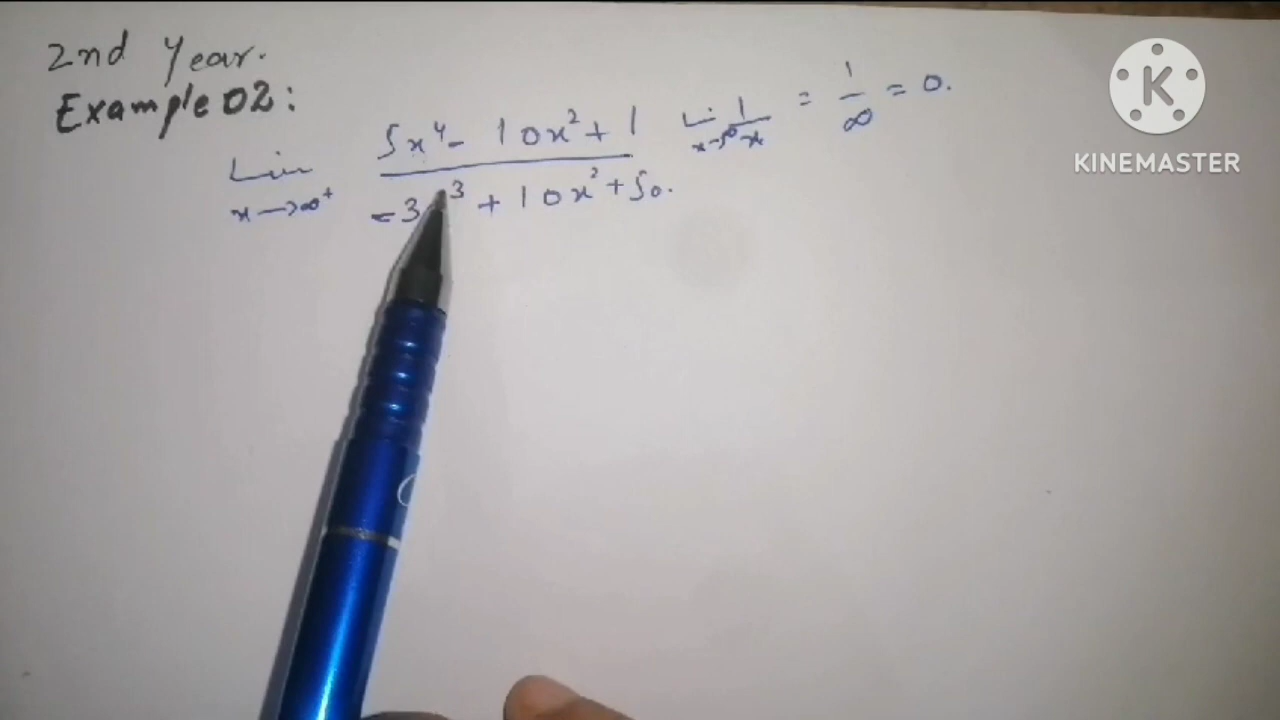 2nd Year.
Example 02:
Lim x→∞⁺ (5x⁴ - 10x² + 1) / (-3x³ + 10x² + 50.)
Lim x→∞ 1/x = 1/∞ = 0.
K
KINEMASTER